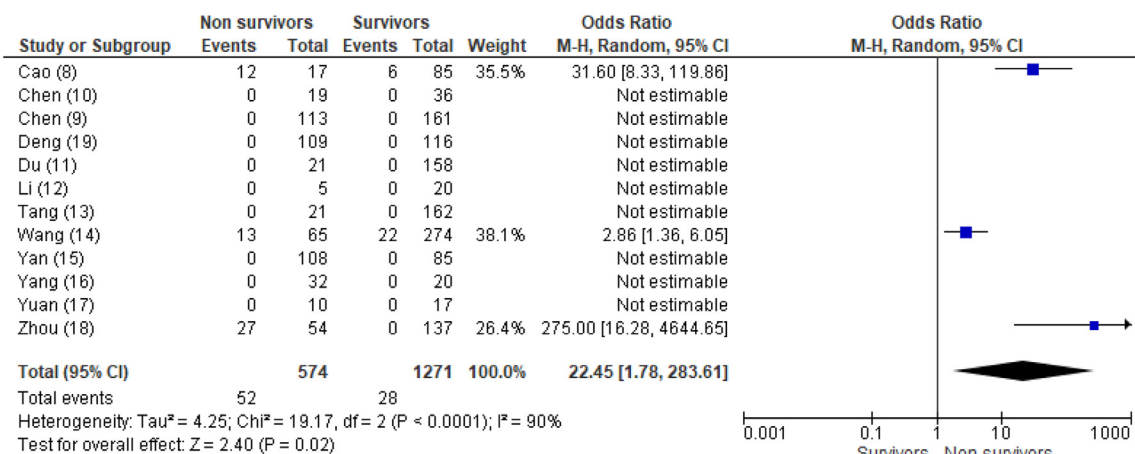 Non survivors Survivors Odds Ratio Odds Ratio
Study or Subgroup Events Total Events Total Weight M-H, Random, 95% CI M-H, Random, 95% CI
Cao (8) 12 17 6 85 35.5% 31.60 [8.33, 119.86]
Chen (10) 0 19 0 36 Not estimable
Chen (9) 0 113 0 161 Not estimable
Deng (19) 0 109 0 116 Not estimable
Du (11) 0 21 0 158 Not estimable
Li (12) 0 5 0 20 Not estimable
Tang (13) 0 21 0 162 Not estimable
Wang (14) 13 65 22 274 38.1% 2.86 [1.36, 6.05]
Yan (15) 0 108 0 85 Not estimable
Yang (16) 0 32 0 20 Not estimable
Yuan (17) 0 10 0 17 Not estimable
Zhou (18) 27 54 0 137 26.4% 275.00 [16.28, 4644.65]
Total (95% CI) 574 1271 100.0% 22.45 [1.78, 283.61]
Total events 52 28
Heterogeneity: Tau² = 4.25; Chi² = 19.17, df = 2 (P < 0.0001); I² = 90%
Test for overall effect: Z = 2.40 (P = 0.02)
0.001 0.1 1 10 1000
Survivors Non survivors